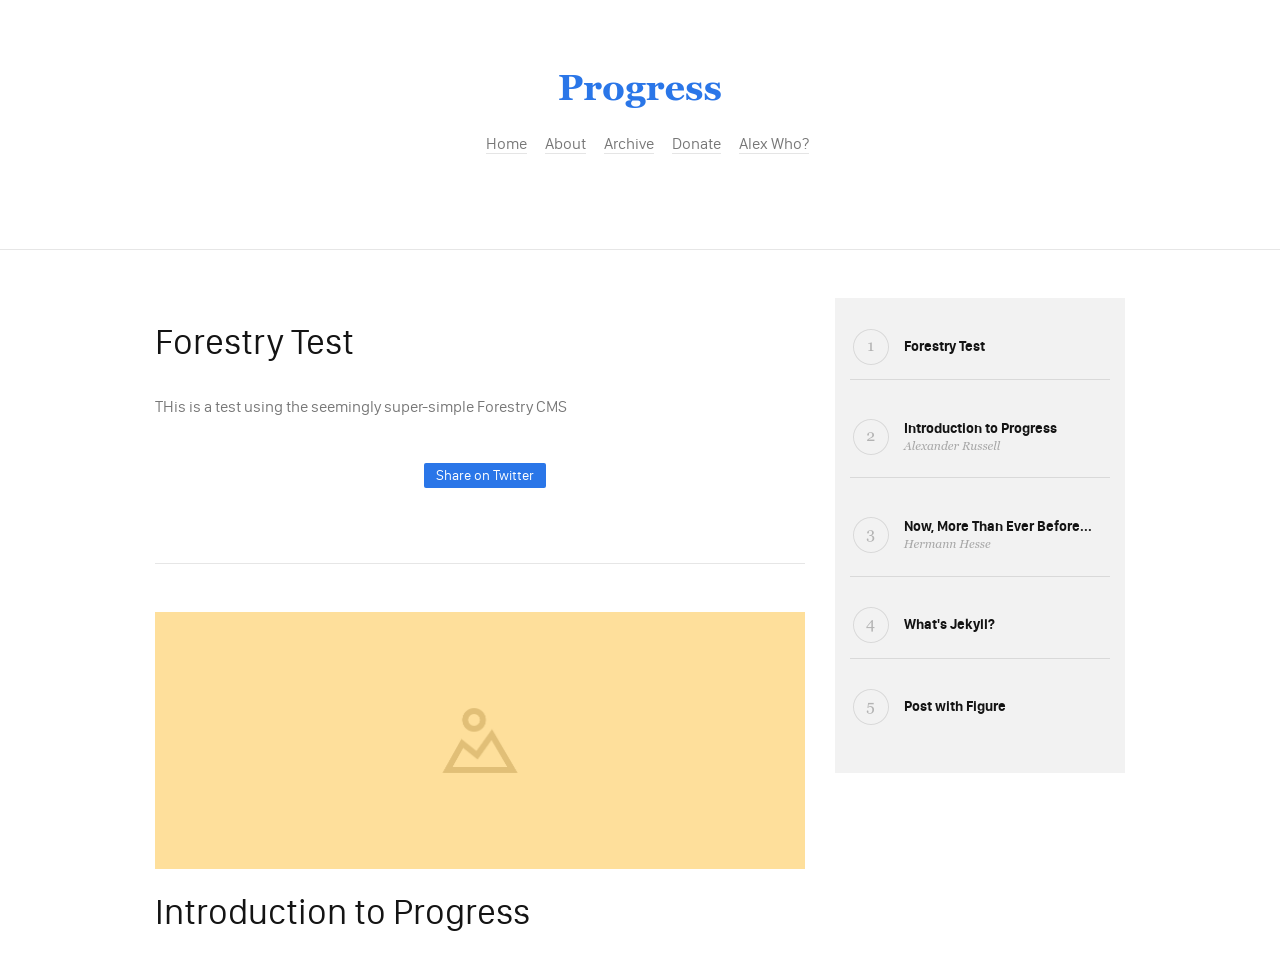 Progress
Home About Archive Donate Alex Who?
Forestry Test
THis is a test using the seemingly super-simple Forestry CMS
Share on Twitter
Introduction to Progress
1 Forestry Test
2 Introduction to Progress
Alexander Russell
3 Now, More Than Ever Before...
Hermann Hesse
4 What's Jekyll?
5 Post with Figure